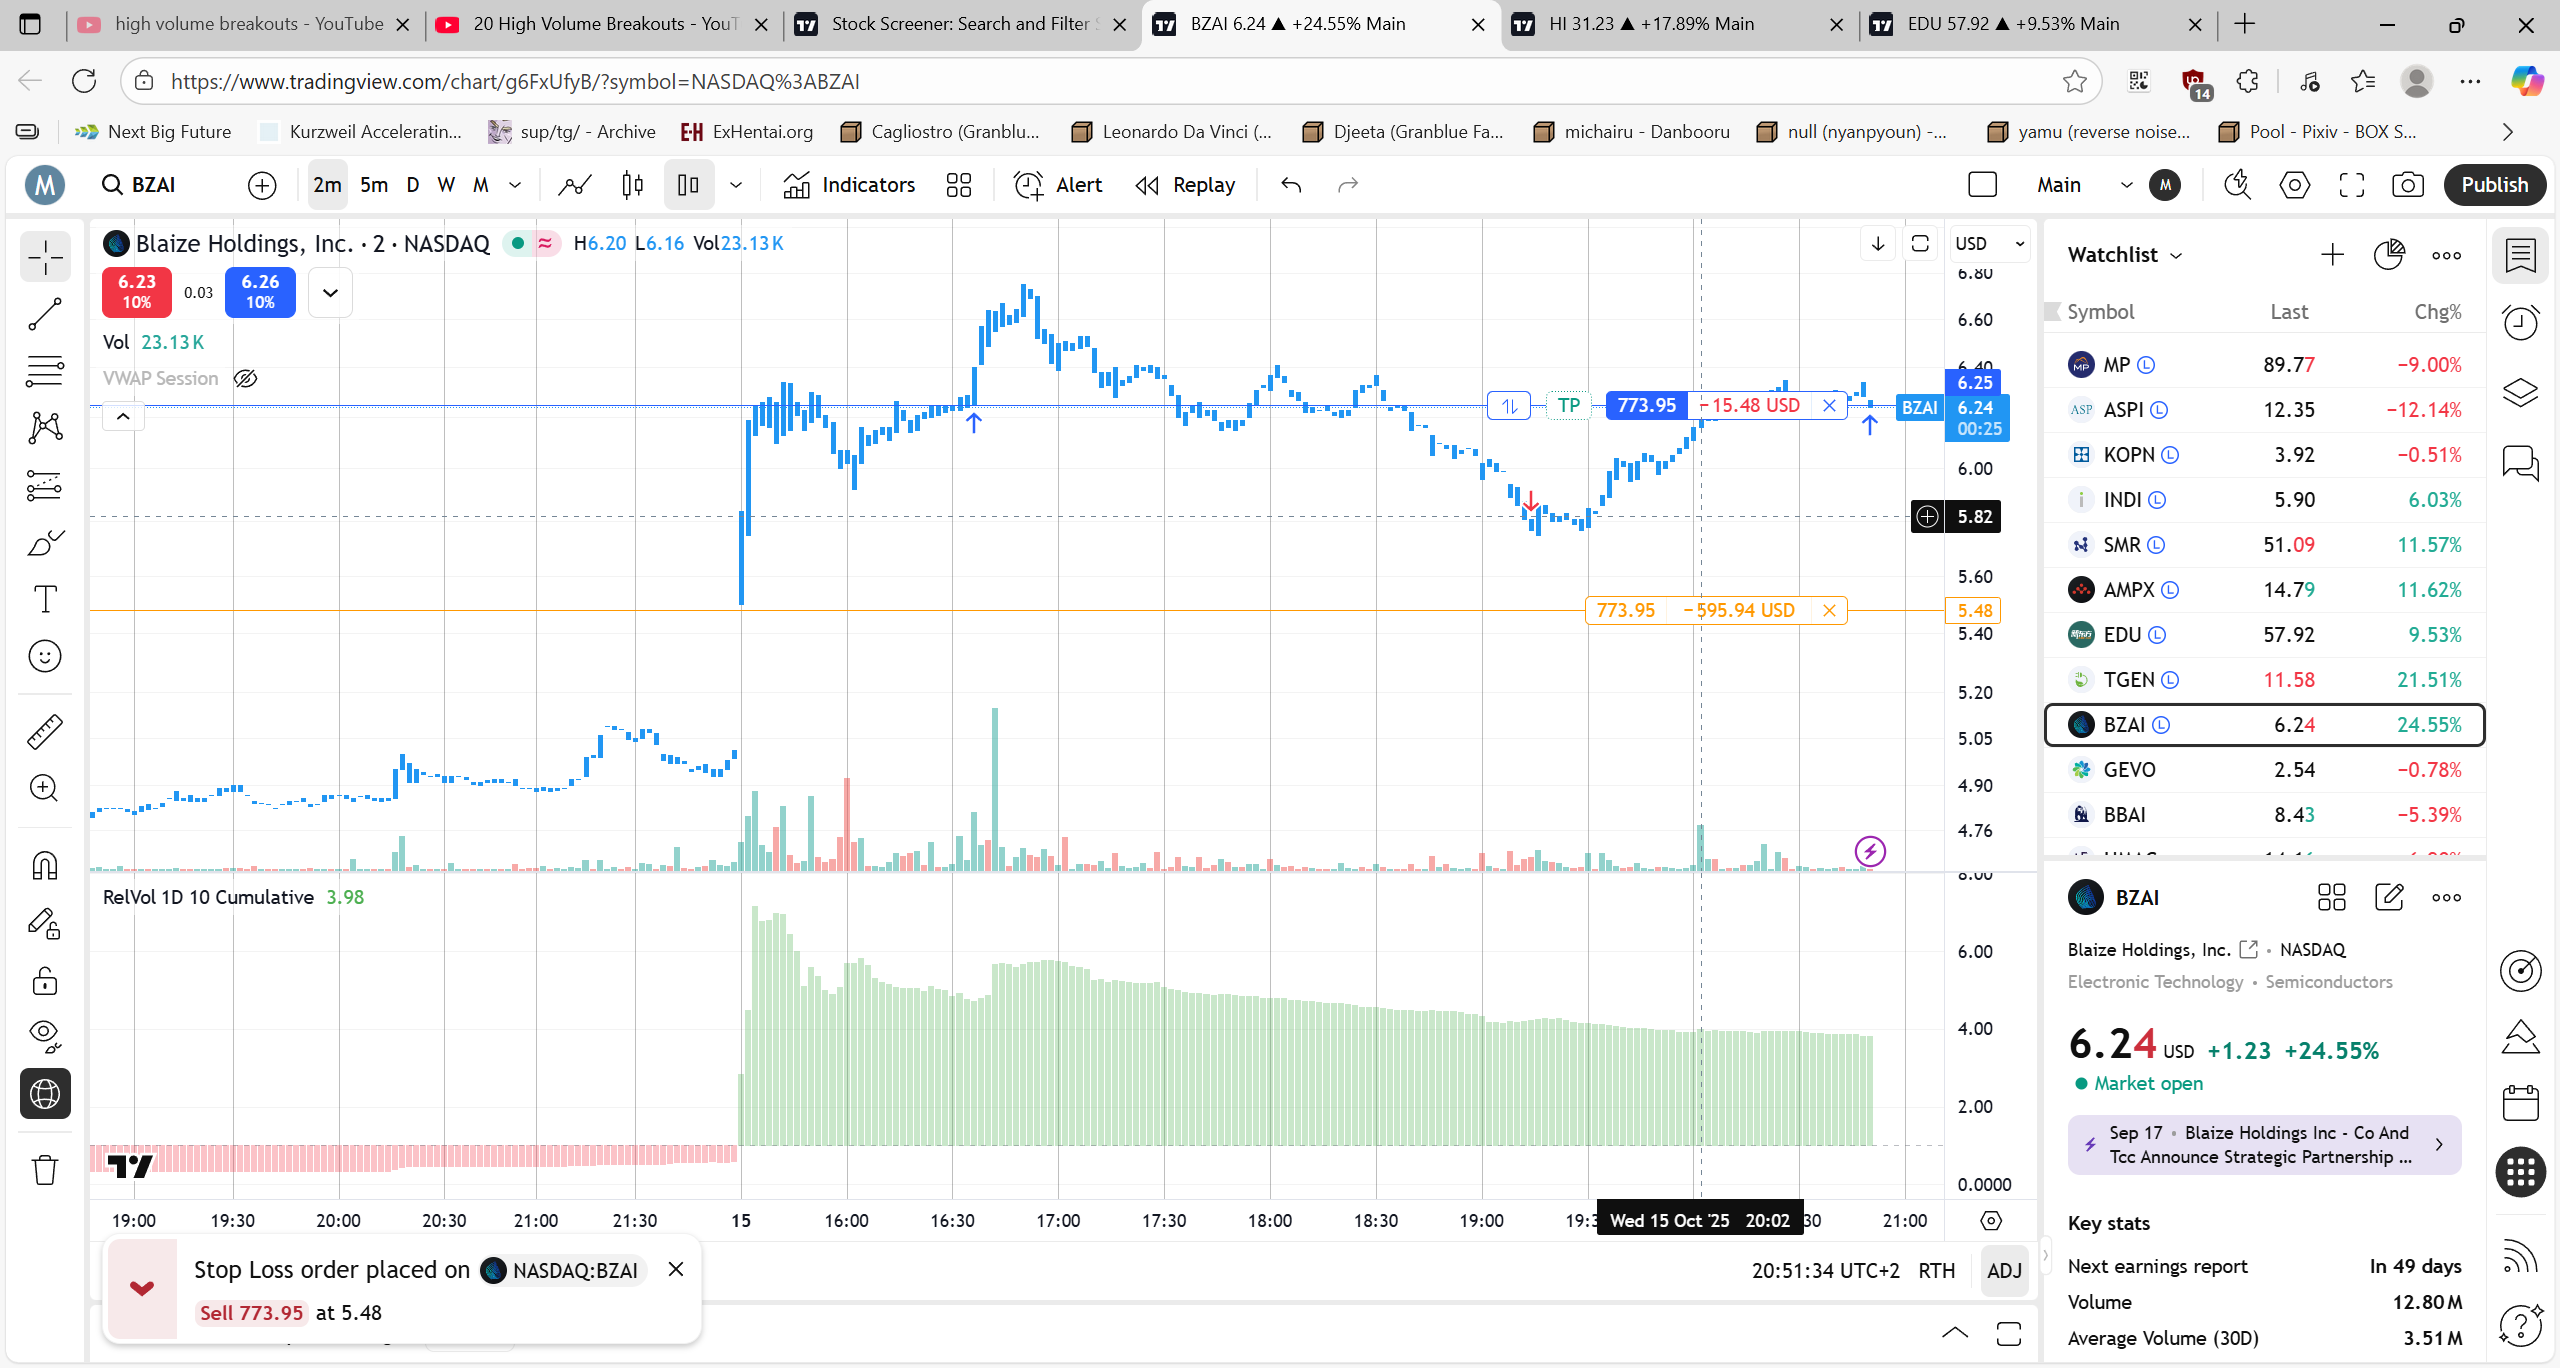 high volume breakouts - YouTube
20 High Volume Breakouts - YouT
Stock Screener: Search and Filter S
BZAI 6.24 ▲ +24.55% Main
HI 31.23 ▲ +17.89% Main
EDU 57.92 ▲ +9.53% Main
https://www.tradingview.com/chart/g6FxUfyB/?symbol=NASDAQ%3ABZAI
14
Next Big Future
Kurzweil Acceleratin...
sup/tg/ - Archive
E-H ExHentai.org
Cagliostro (Granblu...
Leonardo Da Vinci (...
Djeeta (Granblue Fa...
michairu - Danbooru
null (nyanpyoun) -...
yamu (reverse noise...
Pool - Pixiv - BOX S...
M
BZAI
2m 5m D W M
Indicators
Alert
Replay
Main
M
Publish
Blaize Holdings, Inc. · 2 · NASDAQ
H6.20 L6.16 Vol23.13 K
6.23
10%
0.03
6.26
10%
Vol 23.13 K
VWAP Session
USD
6.80
6.60
6.40
6.25
BZAI 6.24
00:25
TP
773.95 −15.48 USD
6.00
5.82
5.60
773.95 −595.94 USD
5.48
5.40
5.20
5.05
4.90
4.76
RelVol 1D 10 Cumulative 3.98
8.00
6.00
4.00
2.00
0.0000
19:00 19:30 20:00 20:30 21:00 21:30 15 16:00 16:30 17:00 17:30 18:00 18:30 19:00 19:3 Wed 15 Oct '25 20:02 30 21:00
Stop Loss order placed on NASDAQ:BZAI
Sell 773.95 at 5.48
20:51:34 UTC+2 RTH ADJ
Watchlist
Symbol Last Chg%
MP L 89.77 −9.00%
ASP ASPI L 12.35 −12.14%
KOPN L 3.92 −0.51%
INDI L 5.90 6.03%
SMR L 51.09 11.57%
AMPX L 14.79 11.62%
EDU L 57.92 9.53%
TGEN L 11.58 21.51%
BZAI L 6.24 24.55%
GEVO 2.54 −0.78%
BBAI 8.43 −5.39%
BZAI
Blaize Holdings, Inc. • NASDAQ
Electronic Technology • Semiconductors
6.24 USD +1.23 +24.55%
Market open
Sep 17 • Blaize Holdings Inc - Co And
Tcc Announce Strategic Partnership ...
Key stats
Next earnings report In 49 days
Volume 12.80 M
Average Volume (30D) 3.51 M